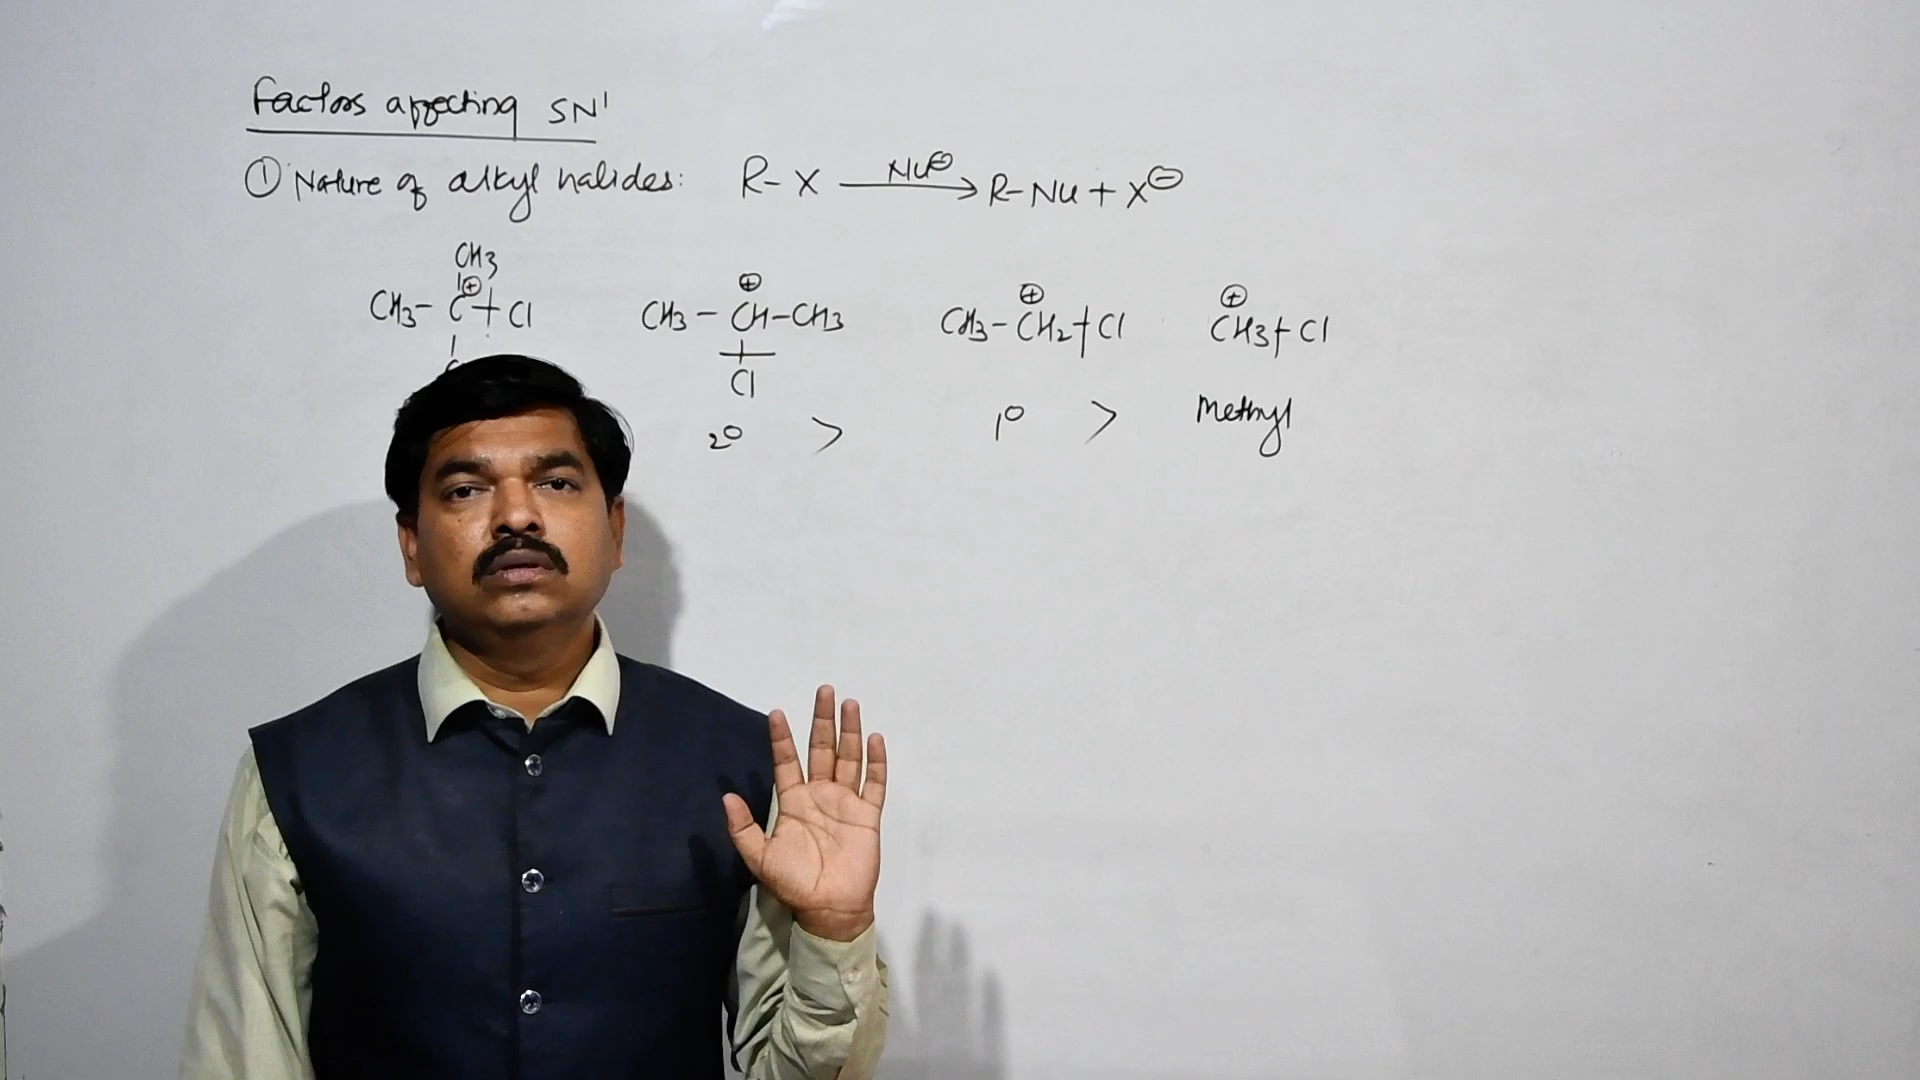 Factors affecting SN¹
① Nature of alkyl halides: R-X —Nu⊖→ R-Nu + X⊖
CH3
CH3-C⊕+Cl CH3-CH⊕-CH3 CH3-CH2⊕+Cl CH3⊕+Cl
Cl
2° > 1° > Methyl